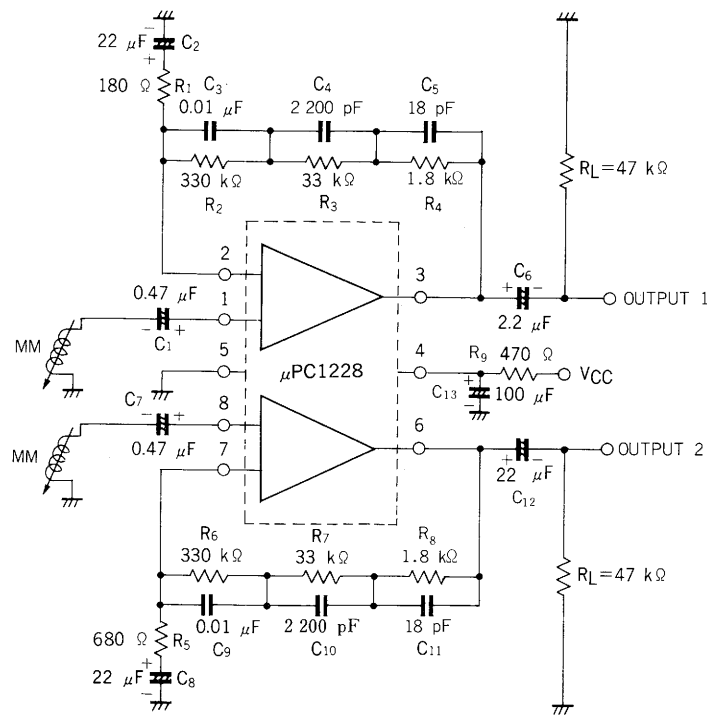 22 μF
− C2
+
180 Ω R1
C3 C4 C5
0.01 μF 2 200 pF 18 pF
330 kΩ 33 kΩ 1.8 kΩ
R2 R3 R4
RL=47 kΩ
2 3
+ C6 −
OUTPUT 1
2.2 μF
0.47 μF 1
− C1 +
MM
5 4
R9 470 Ω
μPC1228
VCC
C13 + −
100 μF
C7 − + 8 6
0.47 μF 7
MM
+ −
OUTPUT 2
22 μF
C12
R6 R7 R8
330 kΩ 33 kΩ 1.8 kΩ
RL=47 kΩ
0.01 μF 2 200 pF 18 pF
C9 C10 C11
680 Ω R5
+
22 μF C8
−